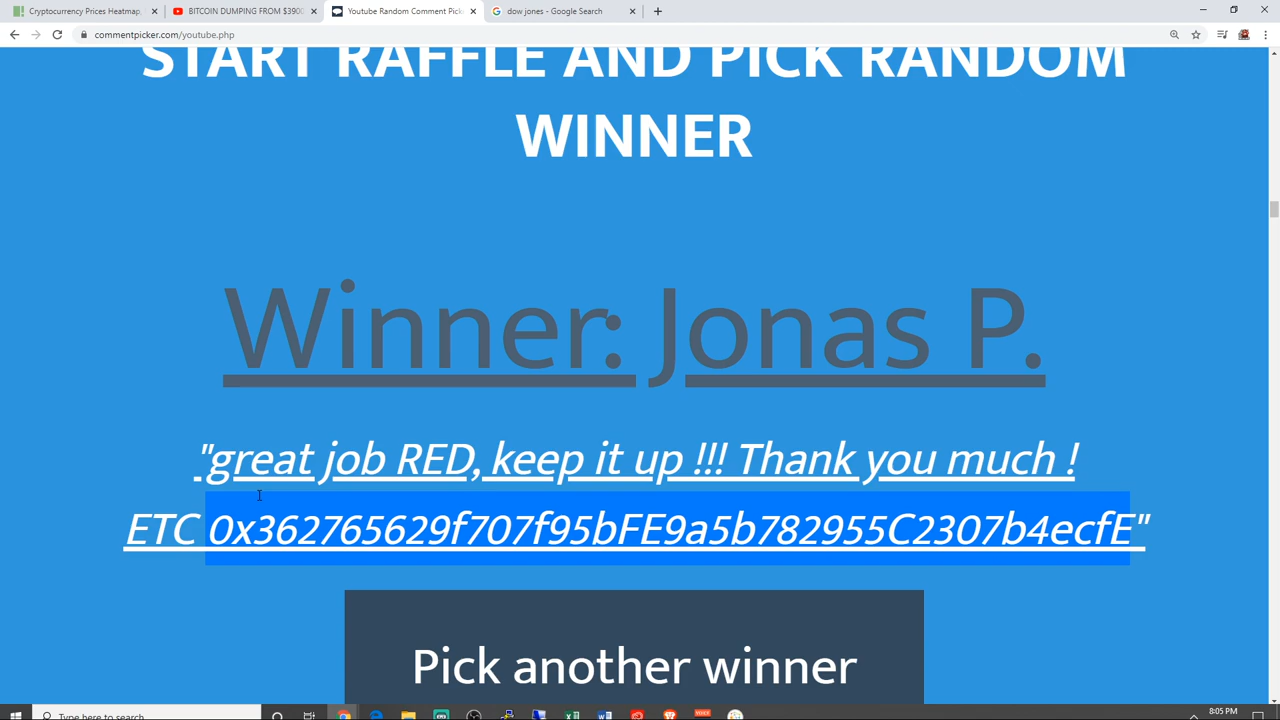 Cryptocurrency Prices Heatmap,
BITCOIN DUMPING FROM $3900
Youtube Random Comment Pick
dow jones - Google Search
commentpicker.com/youtube.php
START RAFFLE AND PICK RANDOM
WINNER
Winner: Jonas P.
"great job RED, keep it up !!! Thank you much !
ETC 0x362765629f707f95bFE9a5b782955C2307b4ecfE"
Pick another winner
Type here to search
8:05 PM